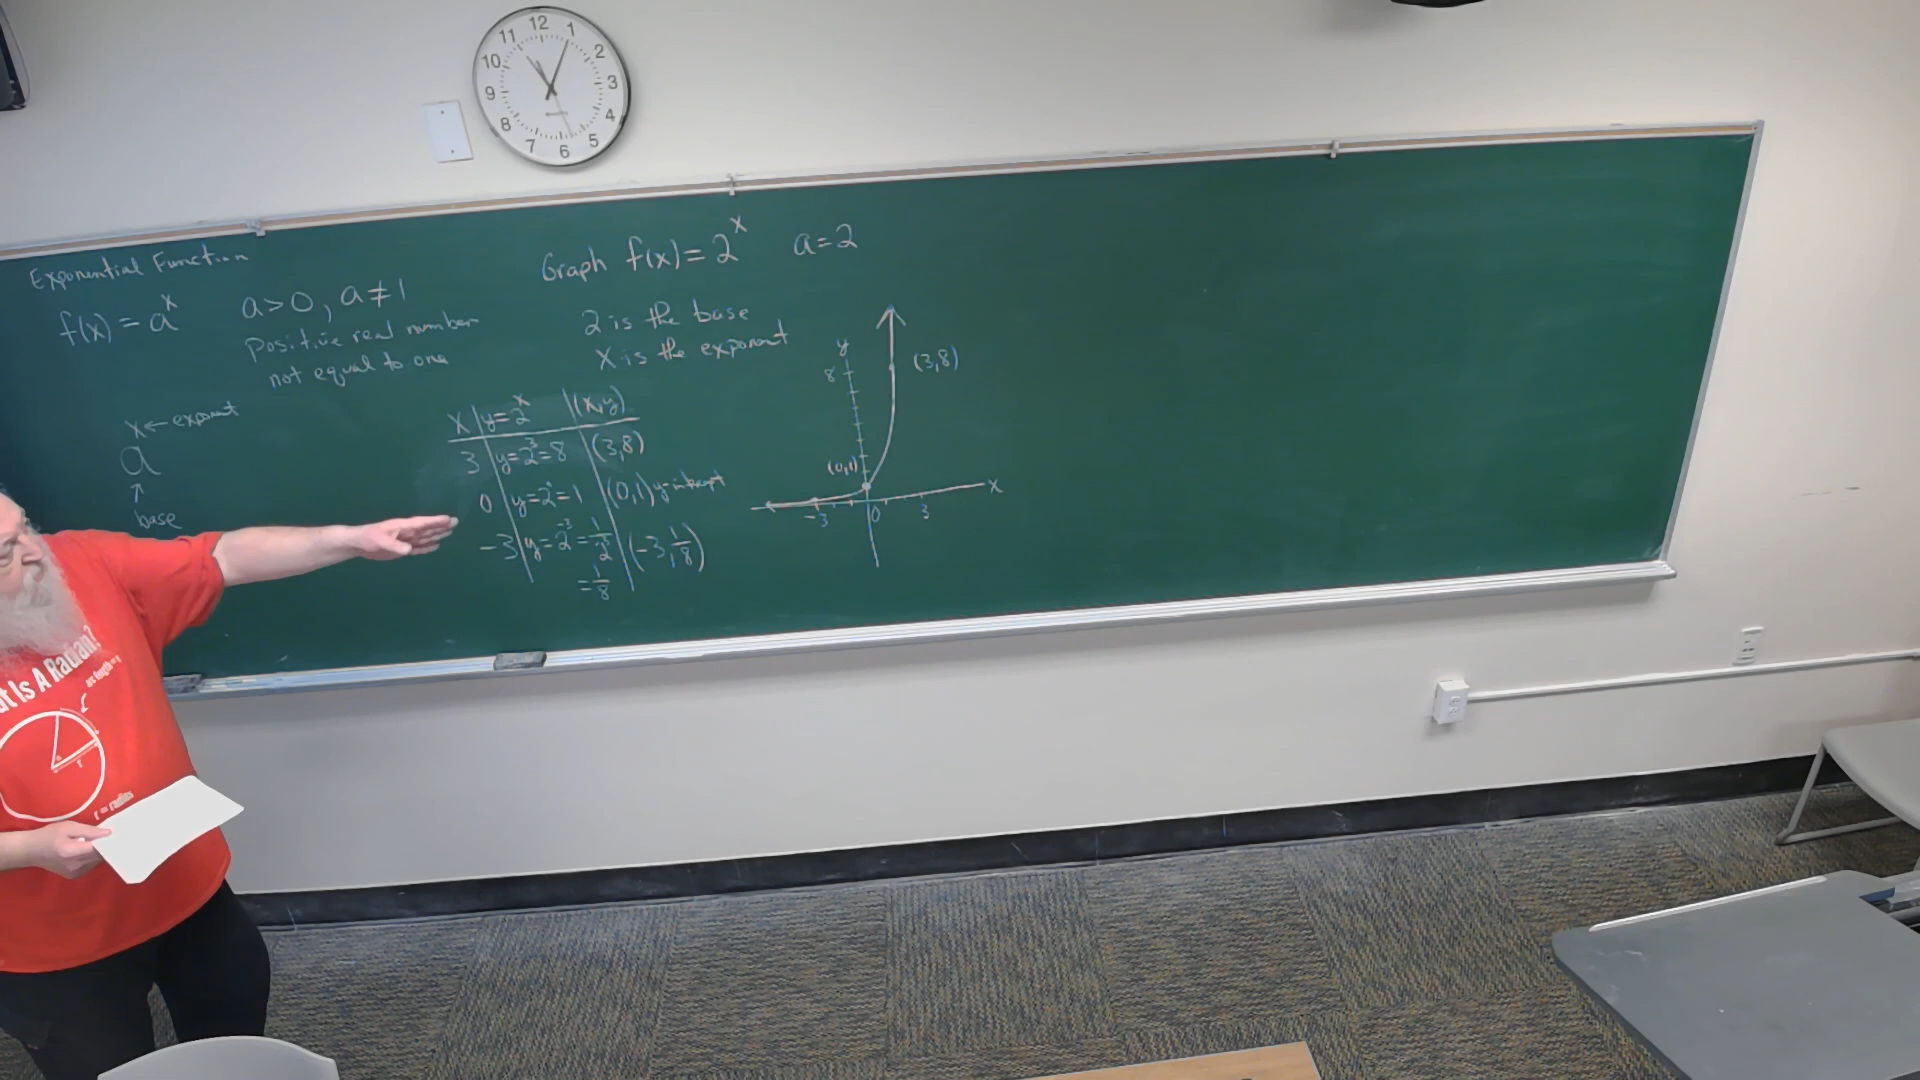 Exponential Function
f(x) = a^x
a > 0, a ≠ 1
positive real number
not equal to one
x ← exponent
a
↑
base
Graph f(x) = 2^x a = 2
2 is the base
x is the exponent
x | y = 2^x | (x,y)
3 | y = 2^3 = 8 | (3,8)
0 | y = 2^0 = 1 | (0,1) y-intercept
-3 | y = 2^-3 = 1/2^3 | (-3, 1/8)
= 1/8
y
8
(3,8)
(0,1)
-3 0 3 x
12 1 2 3 4 5 6 7 8 9 10 11
Is A Radian?
arc length = r
r
r = radius